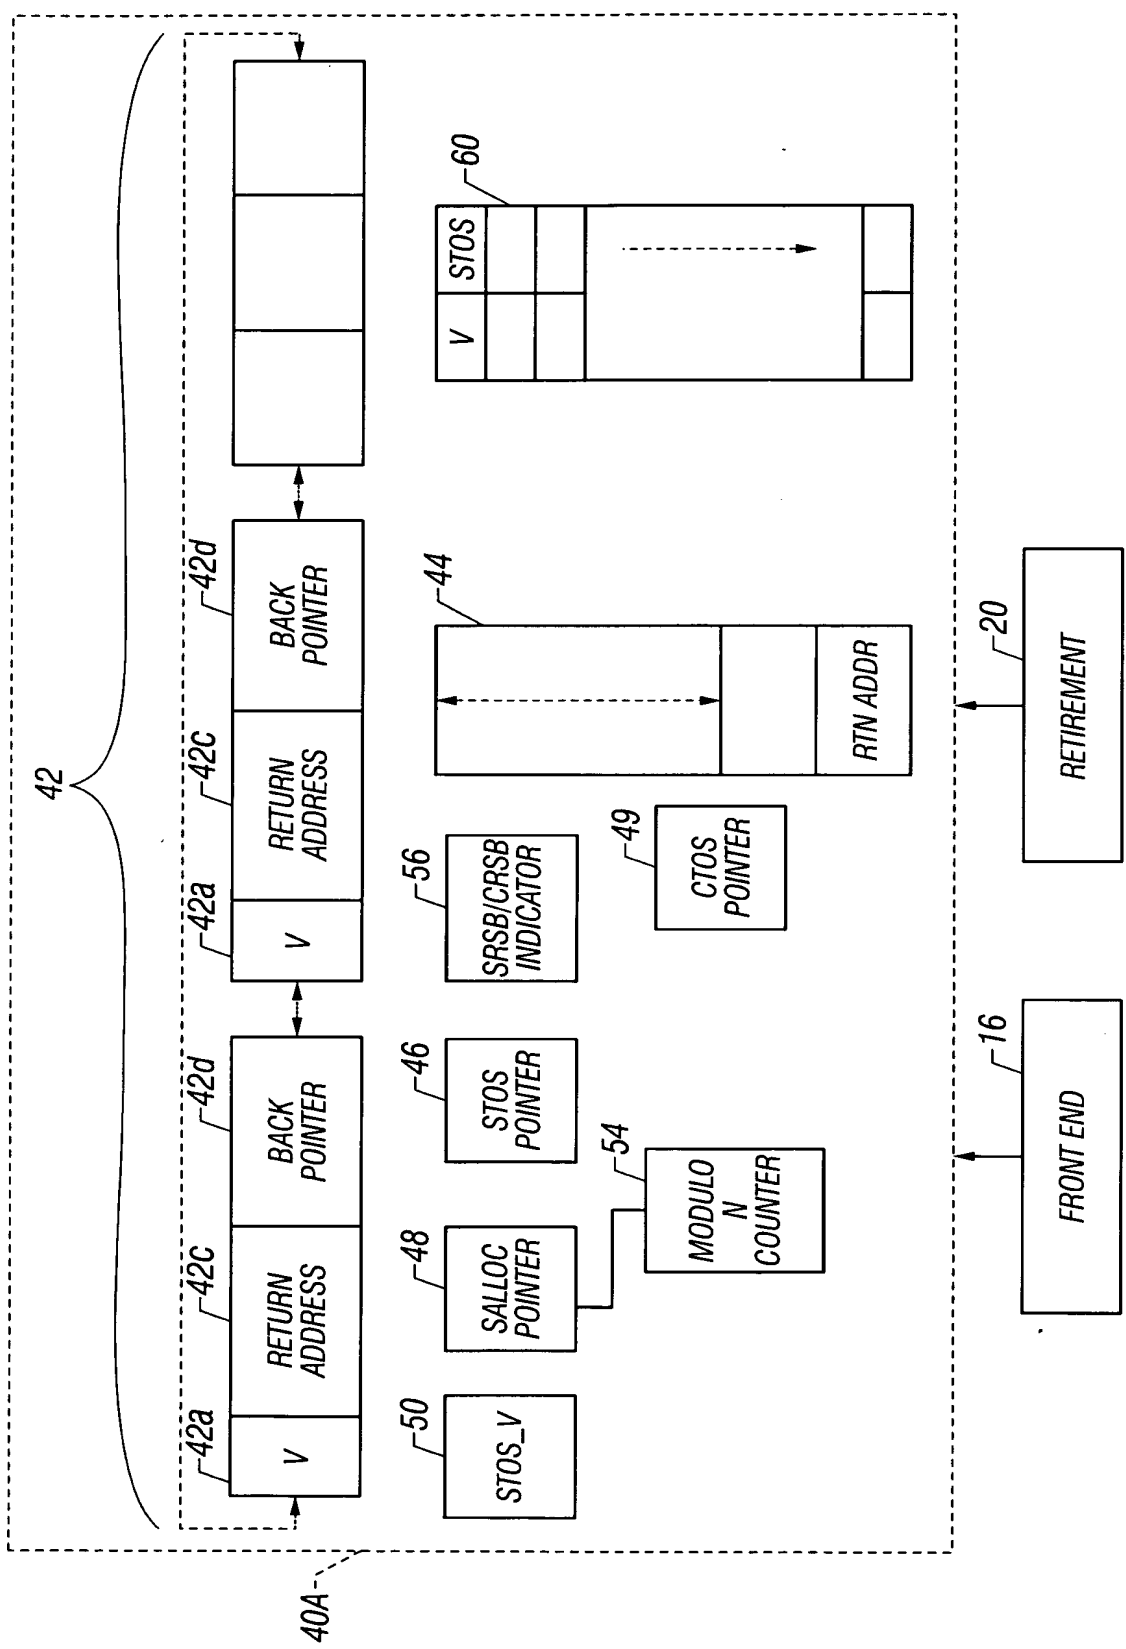 40A
42
42a
42c
42d
42a
42c
42d
V
RETURN
ADDRESS
BACK
POINTER
V
RETURN
ADDRESS
BACK
POINTER
50
STOS_V
48
SALLOC
POINTER
46
STOS
POINTER
56
SRSB/CRSB
INDICATOR
44
RTN ADDR
60
V
STOS
54
MODULO
N
COUNTER
49
CTOS
POINTER
16
FRONT END
20
RETIREMENT